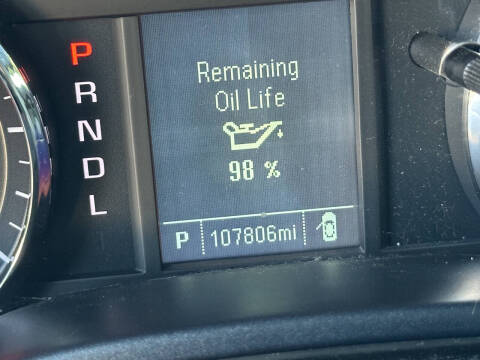 P
R
N
D
L
Remaining
Oil Life
98 %
P 107806mi